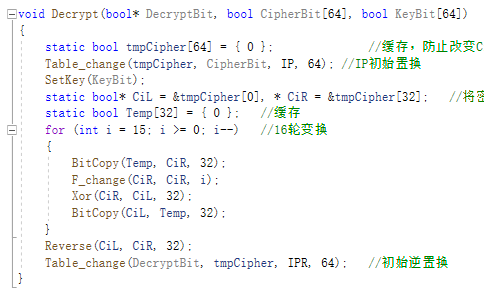 void Decrypt(bool* DecryptBit, bool CipherBit[64], bool KeyBit[64])
{
static bool tmpCipher[64] = { 0 }; //缓存，防止改变C
Table_change(tmpCipher, CipherBit, IP, 64); //IP初始置换
SetKey(KeyBit);
static bool* CiL = &tmpCipher[0], * CiR = &tmpCipher[32]; //将密
static bool Temp[32] = { 0 }; //缓存
for (int i = 15; i >= 0; i--) //16轮变换
{
BitCopy(Temp, CiR, 32);
F_change(CiR, CiR, i);
Xor(CiR, CiL, 32);
BitCopy(CiL, Temp, 32);
}
Reverse(CiL, CiR, 32);
Table_change(DecryptBit, tmpCipher, IPR, 64); //初始逆置换
}